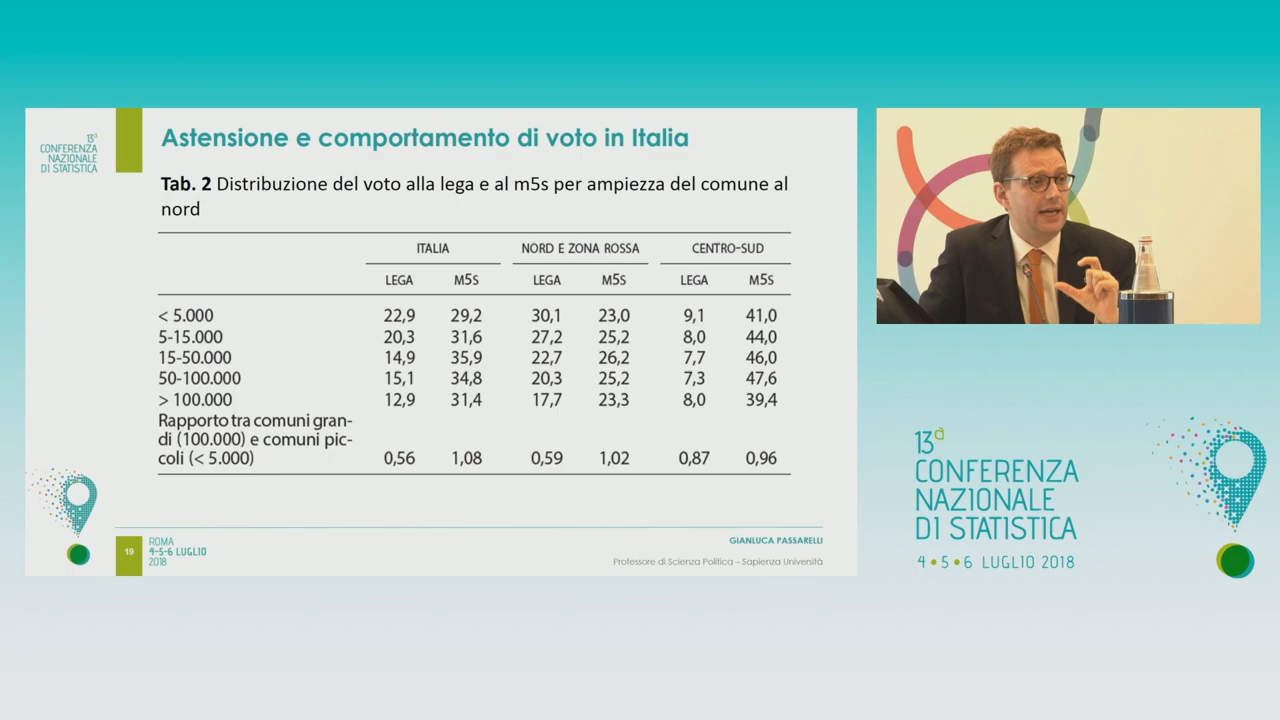 13ª
CONFERENZA
NAZIONALE
DI STATISTICA
Astensione e comportamento di voto in Italia
Tab. 2 Distribuzione del voto alla lega e al m5s per ampiezza del comune al
nord
ITALIA NORD E ZONA ROSSA CENTRO-SUD
LEGA M5S LEGA M5S LEGA M5S
< 5.000 22,9 29,2 30,1 23,0 9,1 41,0
5-15.000 20,3 31,6 27,2 25,2 8,0 44,0
15-50.000 14,9 35,9 22,7 26,2 7,7 46,0
50-100.000 15,1 34,8 20,3 25,2 7,3 47,6
> 100.000 12,9 31,4 17,7 23,3 8,0 39,4
Rapporto tra comuni gran-
di (100.000) e comuni pic-
coli (< 5.000) 0,56 1,08 0,59 1,02 0,87 0,96
19
ROMA
4-5-6 LUGLIO
2018
GIANLUCA PASSARELLI
Professore di Scienza Politica – Sapienza Università
13ª
CONFERENZA
NAZIONALE
DI STATISTICA
4 • 5 • 6 LUGLIO 2018